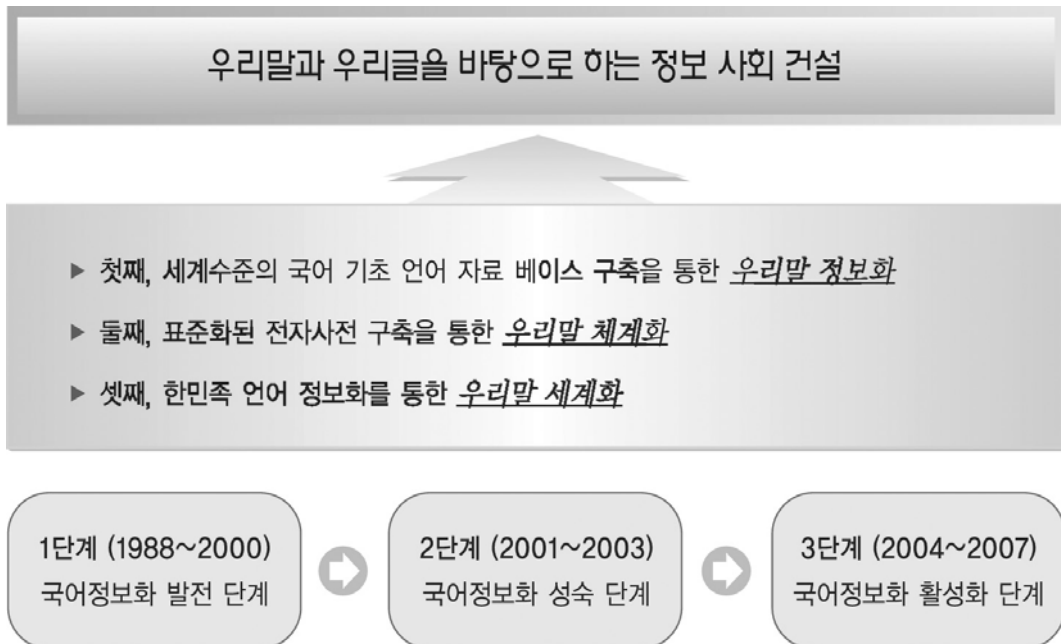 우리말과 우리글을 바탕으로 하는 정보 사회 건설
▶ 첫째, 세계수준의 국어 기초 언어 자료 베이스 구축을 통한 우리말 정보화
▶ 둘째, 표준화된 전자사전 구축을 통한 우리말 체계화
▶ 셋째, 한민족 언어 정보화를 통한 우리말 세계화
1단계 (1988~2000)
국어정보화 발전 단계
2단계 (2001~2003)
국어정보화 성숙 단계
3단계 (2004~2007)
국어정보화 활성화 단계